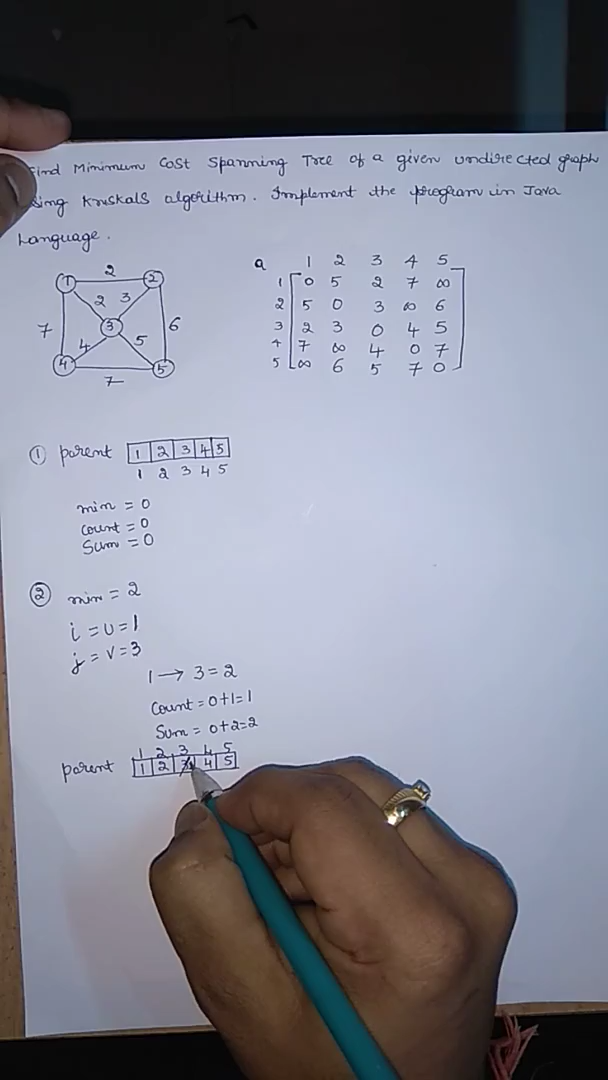 find Minimum Cost Spanning Tree of a given undirected graph
sing Kruskals algorithm. Implement the program in Java
Language.
a 1 2 3 4 5
1 0 5 2 7 ∞
2 5 0 3 ∞ 6
3 2 3 0 4 5
4 7 ∞ 4 0 7
5 ∞ 6 5 7 0
1 2 2
2 3
3
7 4 5 6
4 7 5
① parent 1 2 3 4 5
1 2 3 4 5
min = 0
count = 0
Sum = 0
② min = 2
i = u = 1
j = v = 3
1 → 3 = 2
Count = 0+1=1
Sum = 0+2=2
1 2 3 4 5
parent 1 2 3 1 4 5